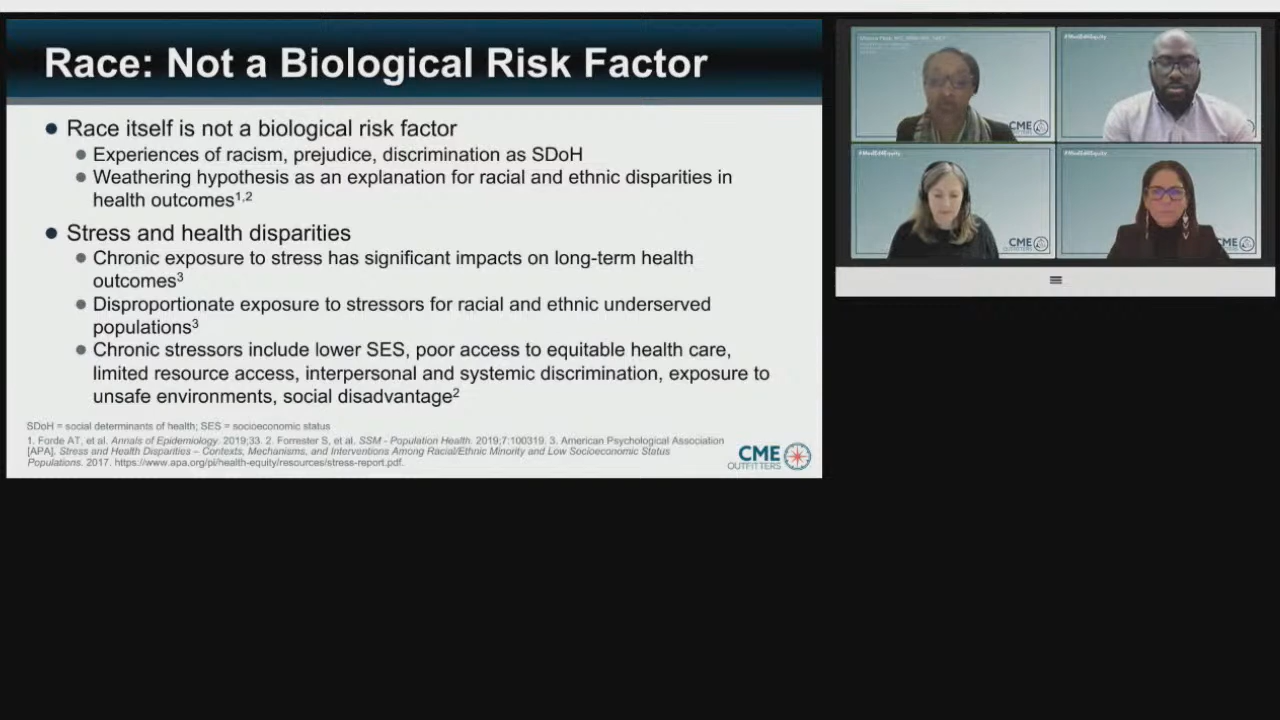 Race: Not a Biological Risk Factor
● Race itself is not a biological risk factor
● Experiences of racism, prejudice, discrimination as SDoH
● Weathering hypothesis as an explanation for racial and ethnic disparities in
health outcomes1,2
● Stress and health disparities
● Chronic exposure to stress has significant impacts on long-term health
outcomes3
● Disproportionate exposure to stressors for racial and ethnic underserved
populations3
● Chronic stressors include lower SES, poor access to equitable health care,
limited resource access, interpersonal and systemic discrimination, exposure to
unsafe environments, social disadvantage2
SDoH = social determinants of health; SES = socioeconomic status
1. Forde AT, et al. Annals of Epidemiology. 2019;33. 2. Forrester S, et al. SSM - Population Health. 2019;7:100319. 3. American Psychological Association
[APA]. Stress and Health Disparities – Contexts, Mechanisms, and Interventions Among Racial/Ethnic Minority and Low Socioeconomic Status
Populations. 2017. https://www.apa.org/pi/health-equity/resources/stress-report.pdf.
CME
OUTFITTERS
CME
#MedEdEquity
#MedEdEquity
CME
OUTFITTERS
#MedEdEquity
CME